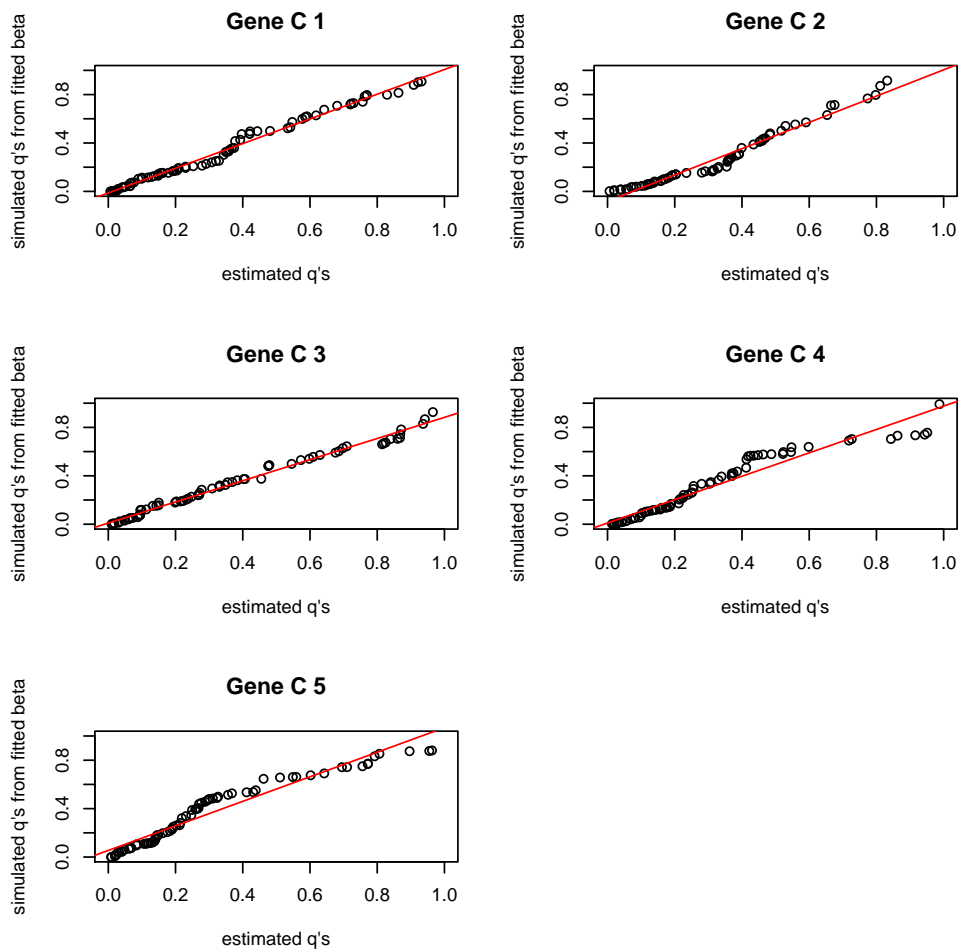 Gene C 1
simulated q's from fitted beta
0.0 0.4 0.8
0.0 0.2 0.4 0.6 0.8 1.0
estimated q's
Gene C 2
simulated q's from fitted beta
0.0 0.4 0.8
0.0 0.2 0.4 0.6 0.8 1.0
estimated q's
Gene C 3
simulated q's from fitted beta
0.0 0.4 0.8
0.0 0.2 0.4 0.6 0.8 1.0
estimated q's
Gene C 4
simulated q's from fitted beta
0.0 0.4 0.8
0.0 0.2 0.4 0.6 0.8 1.0
estimated q's
Gene C 5
simulated q's from fitted beta
0.0 0.4 0.8
0.0 0.2 0.4 0.6 0.8 1.0
estimated q's